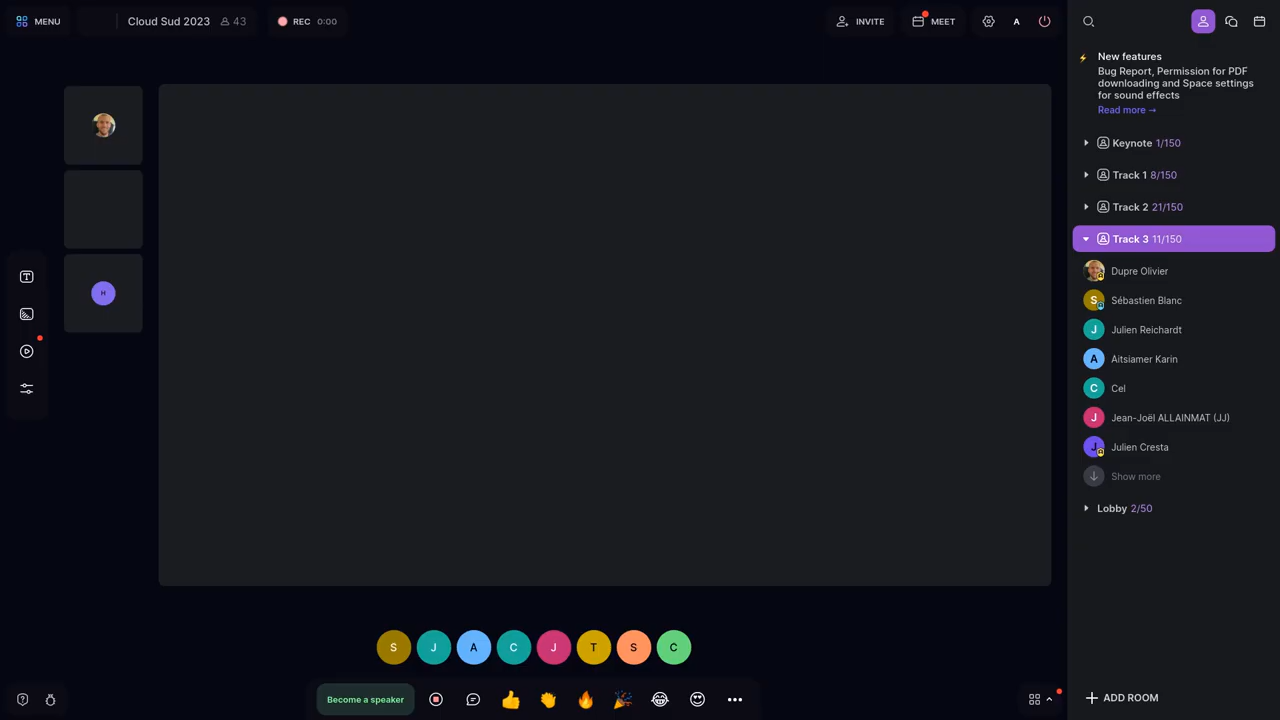 MENU
Cloud Sud 2023 43
REC 0:00
INVITE
MEET
A
New features
Bug Report, Permission for PDF
downloading and Space settings
for sound effects
Read more →
Keynote 1/150
Track 1 8/150
Track 2 21/150
Track 3 11/150
Dupre Olivier
S Sébastien Blanc
J Julien Reichardt
A Aitsiamer Karin
C Cel
J Jean-Joël ALLAINMAT (JJ)
J Julien Cresta
Show more
Lobby 2/50
H
S J A C J T S C
Become a speaker
ADD ROOM